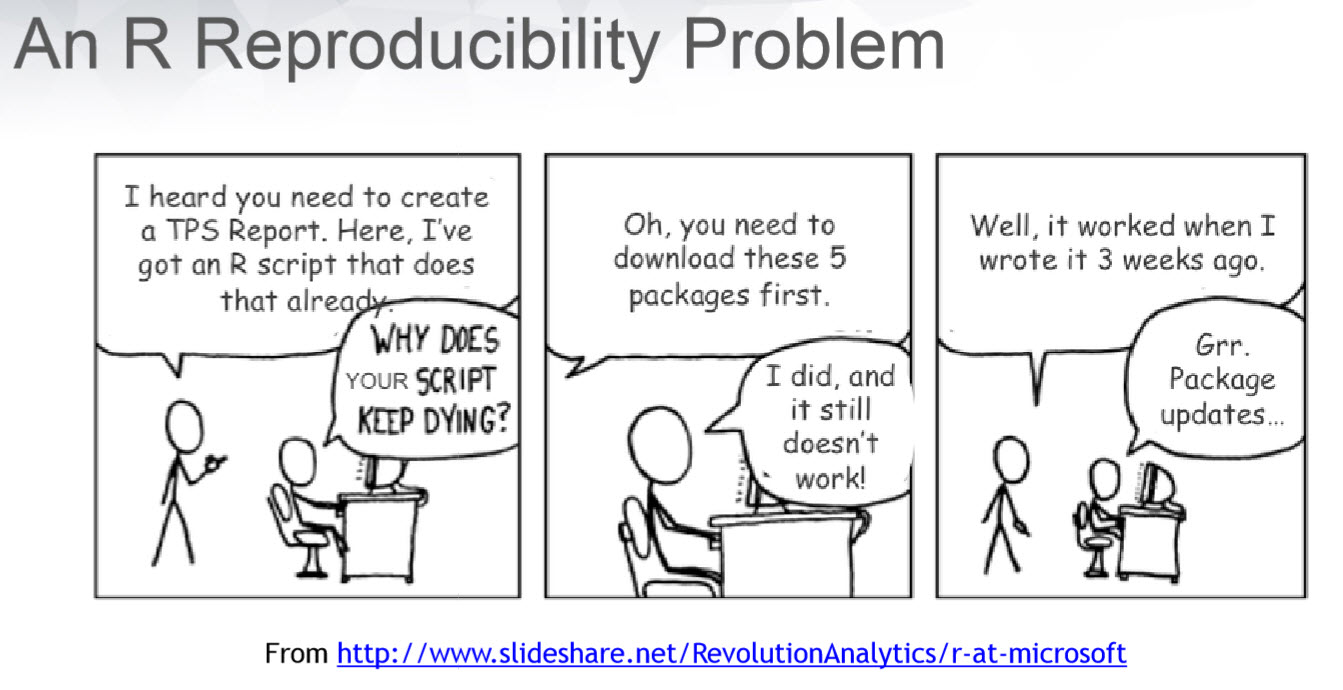 An R Reproducibility Problem
I heard you need to create
a TPS Report. Here, I've
got an R script that does
that already.
WHY DOES
YOUR SCRIPT
KEEP DYING?
Oh, you need to
download these 5
packages first.
I did, and
it still
doesn't
work!
Well, it worked when I
wrote it 3 weeks ago.
Grr.
Package
updates...
From http://www.slideshare.net/RevolutionAnalytics/r-at-microsoft